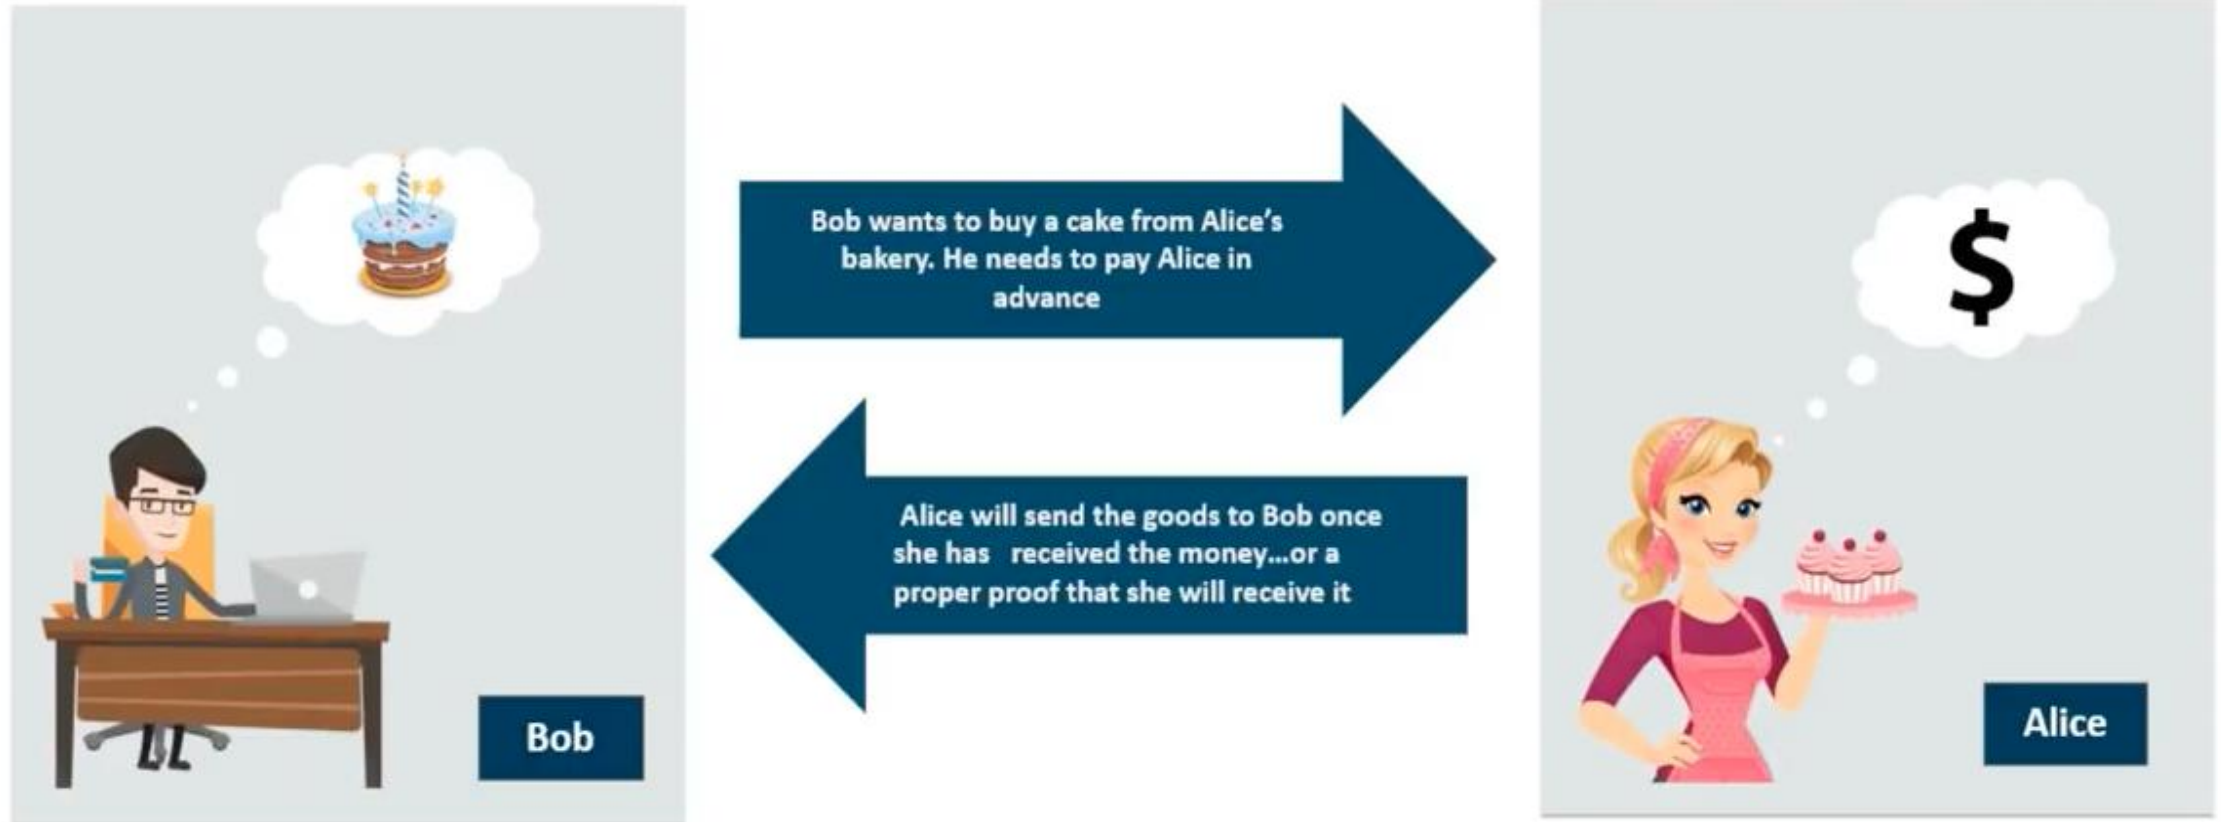 Bob wants to buy a cake from Alice's
bakery. He needs to pay Alice in
advance
$
Alice will send the goods to Bob once
she has received the money...or a
proper proof that she will receive it
Bob
Alice